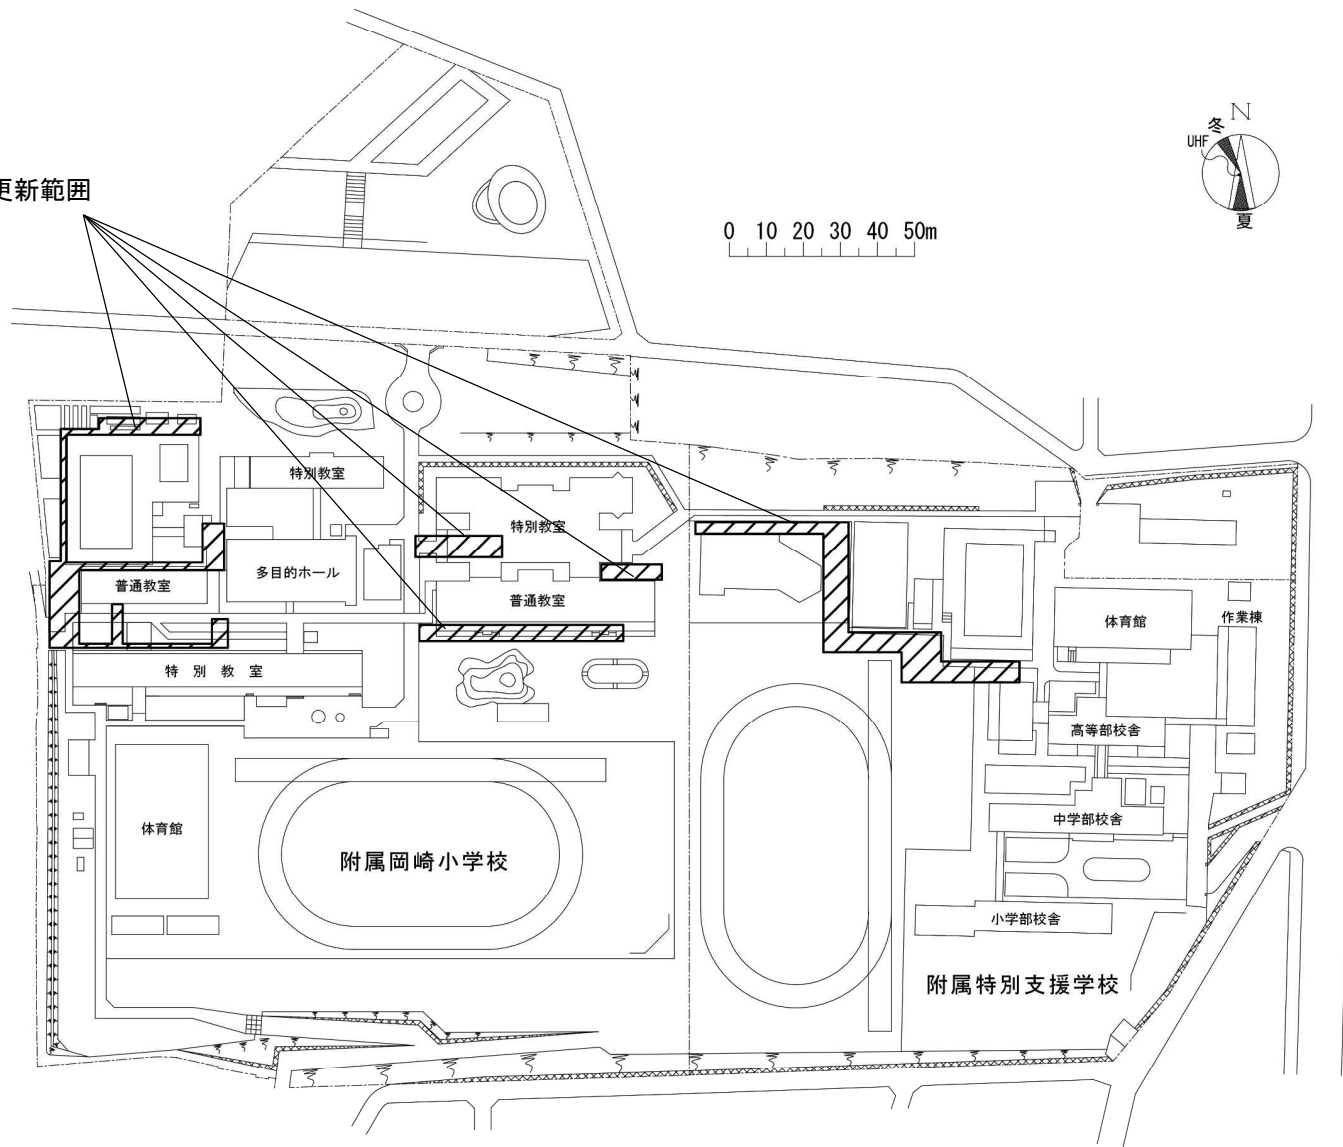 N
冬
UHF
夏
更新範囲
0 10 20 30 40 50m
特別教室
特別教室
多目的ホール
普通教室
普通教室
体育館
作業棟
特別教室
高等部校舎
中学部校舎
体育館
附属岡崎小学校
小学部校舎
附属特別支援学校